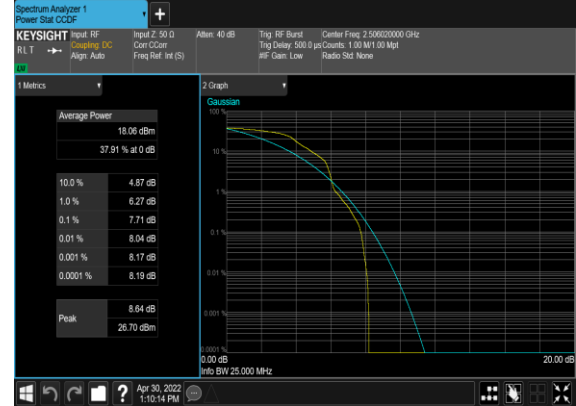 Spectrum Analyzer 1
Power Stat CCDF
KEYSIGHT
RLT
LXI
Input: RF
Coupling: DC
Align: Auto
Input Z: 50 Ω
Corr CCorr
Freq Ref: Int (S)
Atten: 40 dB
Trig: RF Burst
Trig Delay: 500.0 µs
#IF Gain: Low
Center Freq: 2.506020000 GHz
Counts: 1.00 M/1.00 Mpt
Radio Std: None
1 Metrics
Average Power
18.06 dBm
37.91 % at 0 dB
10.0 % 4.87 dB
1.0 % 6.27 dB
0.1 % 7.71 dB
0.01 % 8.04 dB
0.001 % 8.17 dB
0.0001 % 8.19 dB
Peak
8.64 dB
26.70 dBm
2 Graph
Gaussian
100 %
10 %
1 %
0.1 %
0.01 %
0.001 %
0.0001 %
0.00 dB
20.00 dB
Info BW 25.000 MHz
?
Apr 30, 2022
1:10:14 PM